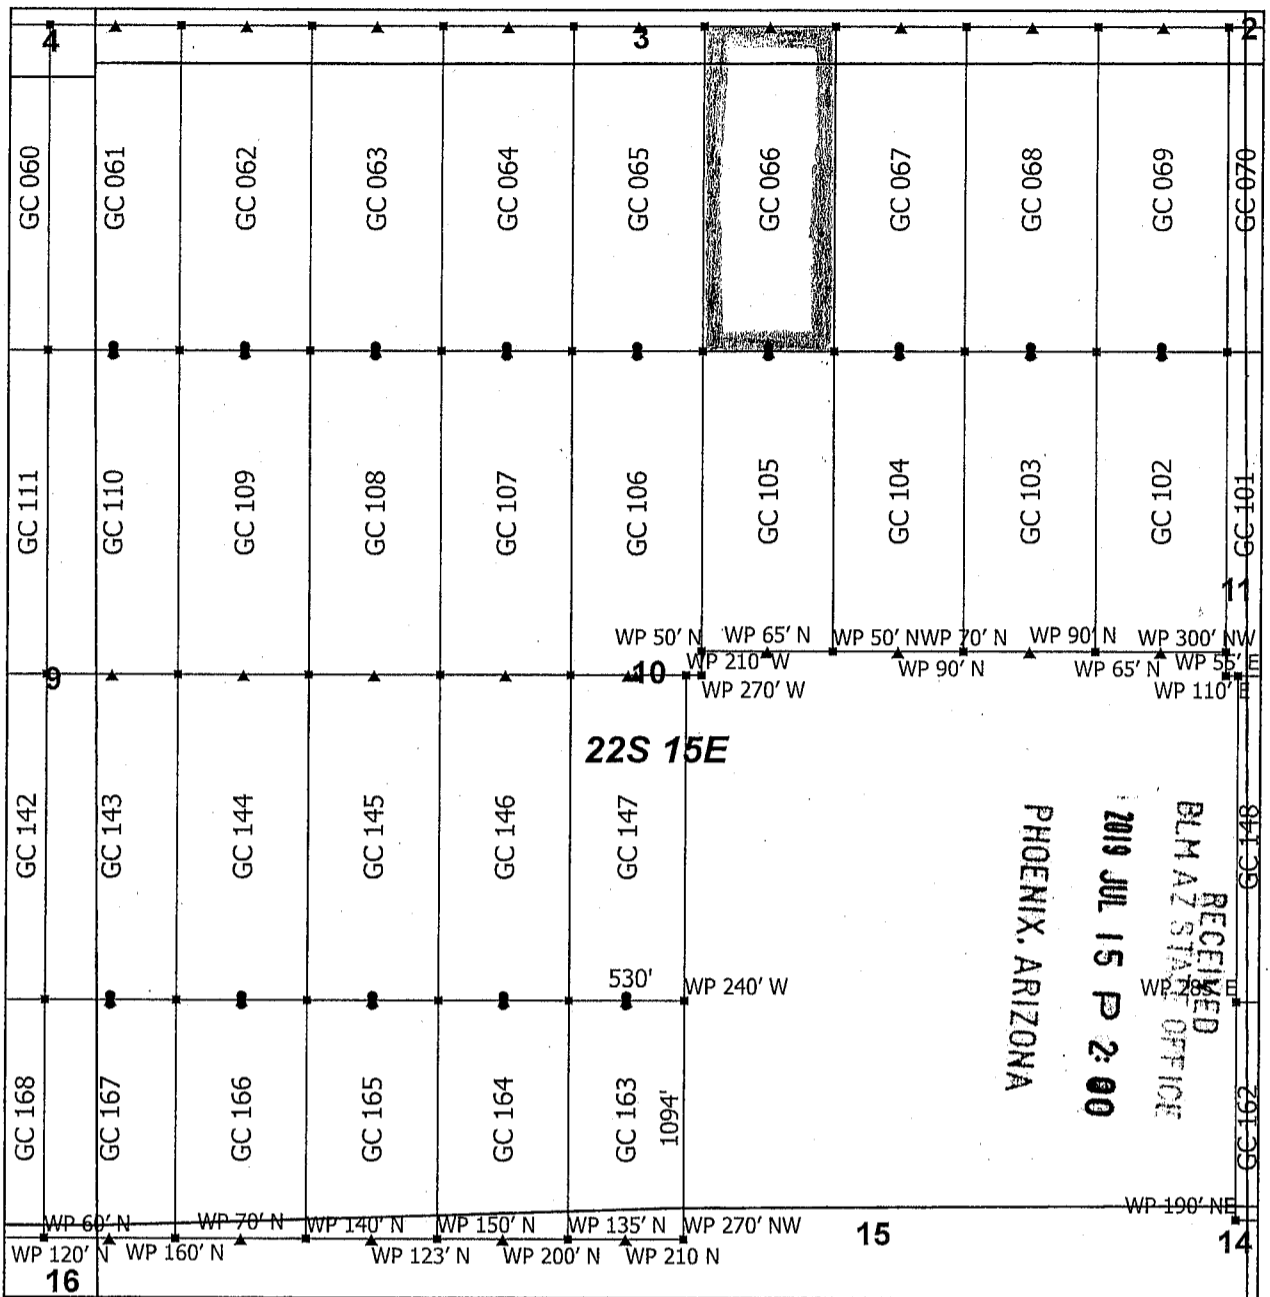 4 3 2
GC 060 GC 061 GC 062 GC 063 GC 064 GC 065 GC 066 GC 067 GC 068 GC 069 GC 070
GC 111 GC 110 GC 109 GC 108 GC 107 GC 106 GC 105 GC 104 GC 103 GC 102 GC 101
11
WP 50' N WP 65' N WP 50' NW WP 70' N WP 90' N WP 300' NW
WP 210' W WP 90' N WP 65' N WP 55' E
9 10
WP 270' W WP 110' E
22S 15E
GC 142 GC 143 GC 144 GC 145 GC 146 GC 147 GC 148
RECEIVED
BLM AZ STATE OFFICE
2019 JUL 15 P 2:00
PHOENIX, ARIZONA
530' WP 240' W WP 285' E
GC 168 GC 167 GC 166 GC 165 GC 164 GC 163 1094' GC 162
WP 190' NE
WP 60' N WP 70' N WP 140' N WP 150' N WP 135' N WP 270' NW
15 14
WP 120' N WP 160' N WP 123' N WP 200' N WP 210 N
16